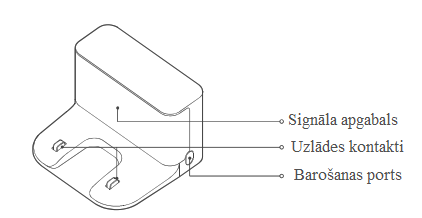 Signāla apgabals
Uzlādes kontakti
Barošanas ports